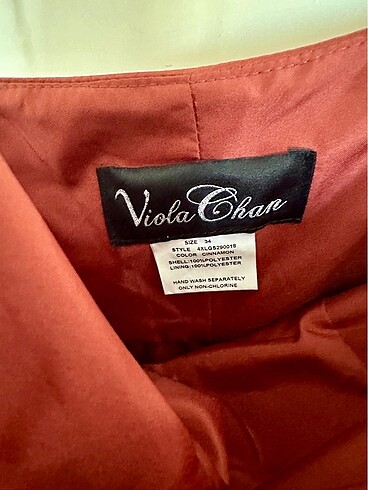 Viola Chan
SIZE 34
STYLE 4XLGS290018
COLOR CINNAMON
SHELL:100%POLYESTER
LINING:100%POLYESTER
HAND WASH SEPARATELY
ONLY NON-CHLORINE